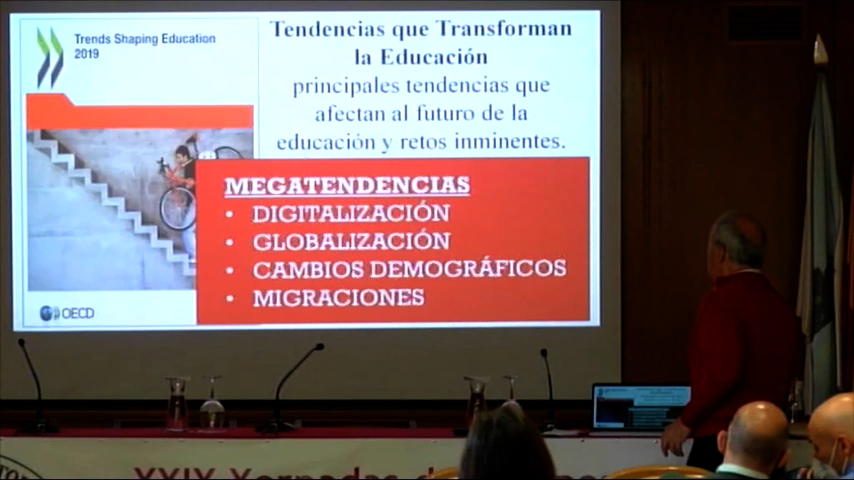 Trends Shaping Education
2019
Tendencias que Transforman
la Educación
principales tendencias que
afectan al futuro de la
educación y retos inminentes.
MEGATENDENCIAS
• DIGITALIZACIÓN
• GLOBALIZACIÓN
• CAMBIOS DEMOGRÁFICOS
• MIGRACIONES
OECD
XXIX Xornadas d